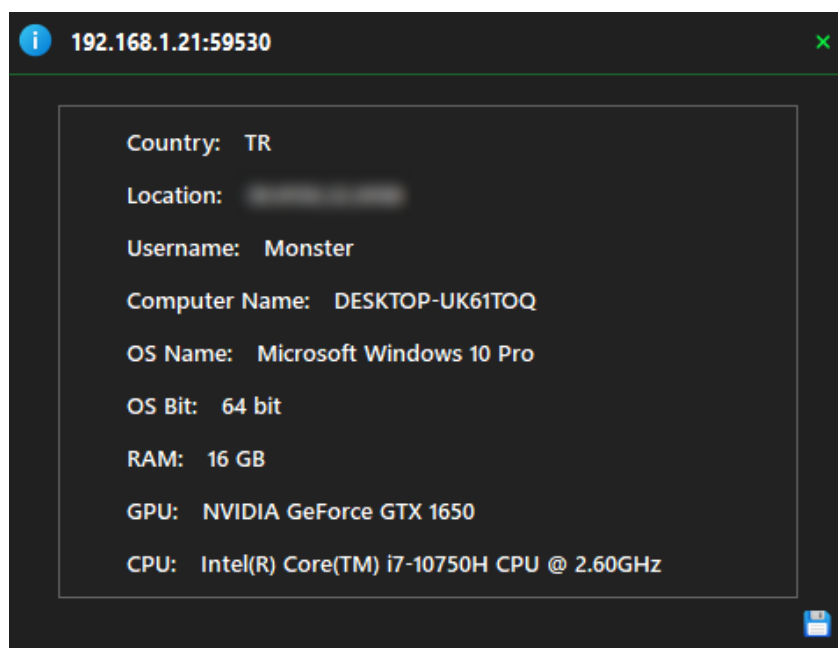 192.168.1.21:59530
Country: TR
Location:
Username: Monster
Computer Name: DESKTOP-UK61TOQ
OS Name: Microsoft Windows 10 Pro
OS Bit: 64 bit
RAM: 16 GB
GPU: NVIDIA GeForce GTX 1650
CPU: Intel(R) Core(TM) i7-10750H CPU @ 2.60GHz